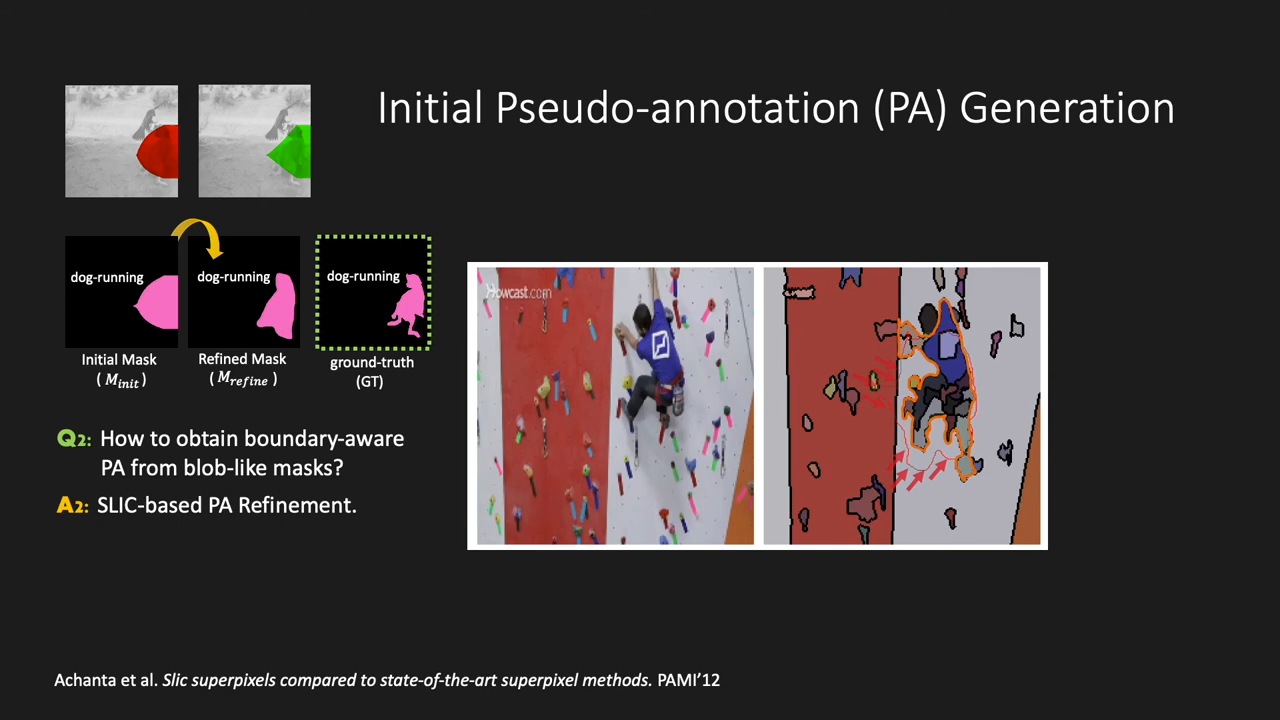 Initial Pseudo-annotation (PA) Generation
dog-running
dog-running
dog-running
Initial Mask
( M_init )
Refined Mask
( M_refine )
ground-truth
(GT)
Howcast.com
Q2: How to obtain boundary-aware
PA from blob-like masks?
A2: SLIC-based PA Refinement.
Achanta et al. Slic superpixels compared to state-of-the-art superpixel methods. PAMI’12